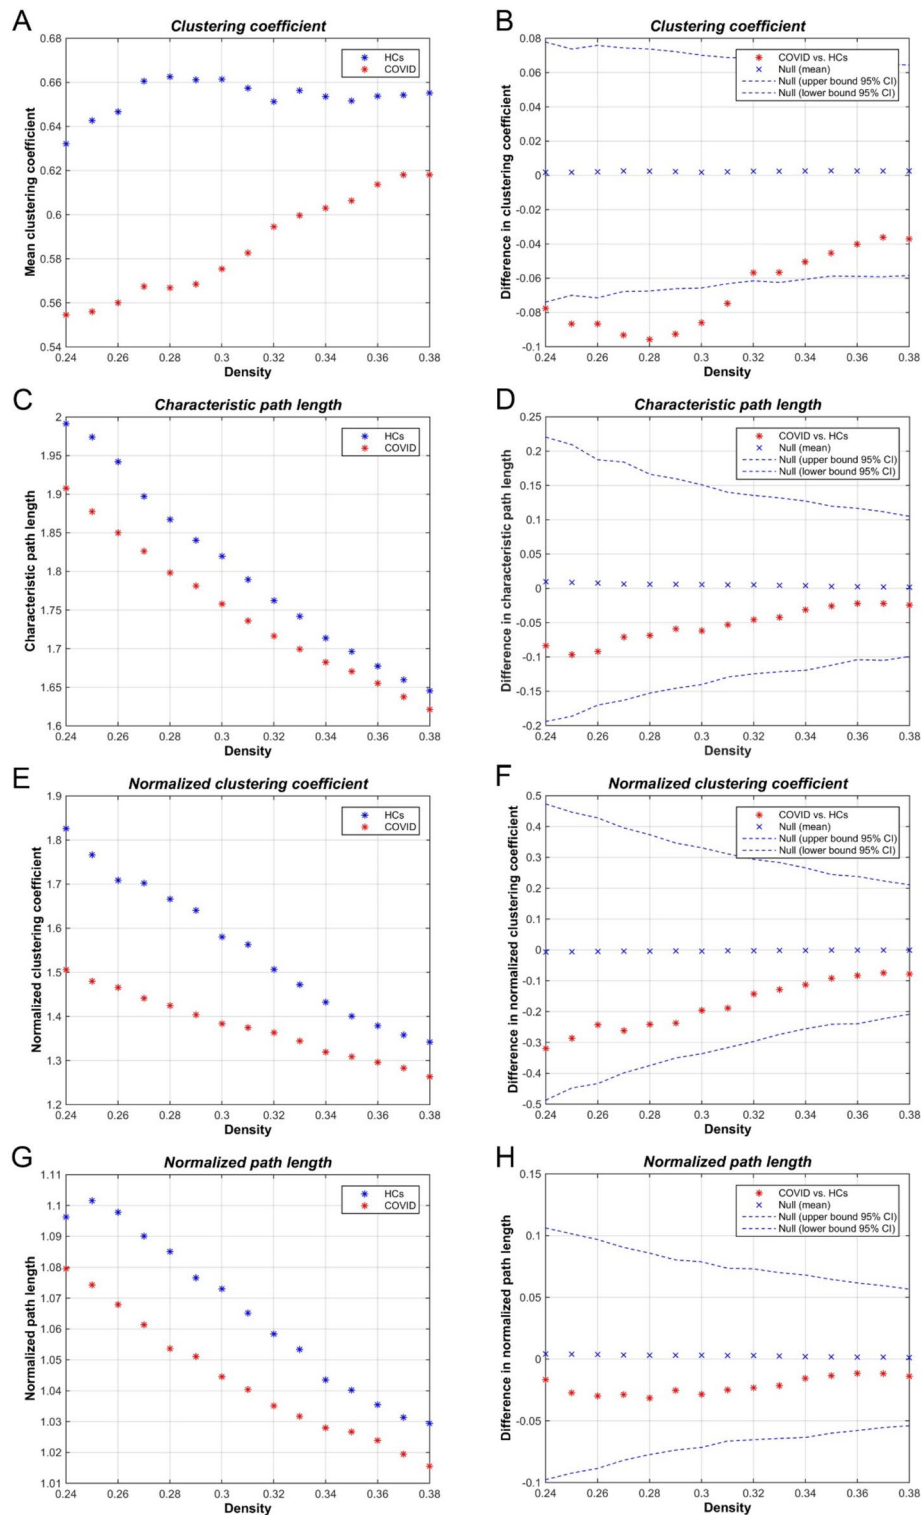 A
Clustering coefficient
0.68
0.66
0.64
0.62
0.6
0.58
0.56
0.54
Mean clustering coefficient
HCs
COVID
0.24 0.26 0.28 0.3 0.32 0.34 0.36 0.38
Density
B
Clustering coefficient
0.08
0.06
0.04
0.02
0
-0.02
-0.04
-0.06
-0.08
-0.1
Difference in clustering coefficient
COVID vs. HCs
Null (mean)
Null (upper bound 95% CI)
Null (lower bound 95% CI)
0.24 0.26 0.28 0.3 0.32 0.34 0.36 0.38
Density
C
Characteristic path length
2
1.95
1.9
1.85
1.8
1.75
1.7
1.65
1.6
Characteristic path length
HCs
COVID
0.24 0.26 0.28 0.3 0.32 0.34 0.36 0.38
Density
D
Characteristic path length
0.25
0.2
0.15
0.1
0.05
0
-0.05
-0.1
-0.15
-0.2
Difference in characteristic path length
COVID vs. HCs
Null (mean)
Null (upper bound 95% CI)
Null (lower bound 95% CI)
0.24 0.26 0.28 0.3 0.32 0.34 0.36 0.38
Density
E
Normalized clustering coefficient
1.9
1.8
1.7
1.6
1.5
1.4
1.3
1.2
Normalized clustering coefficient
HCs
COVID
0.24 0.26 0.28 0.3 0.32 0.34 0.36 0.38
Density
F
Normalized clustering coefficient
0.5
0.4
0.3
0.2
0.1
0
-0.1
-0.2
-0.3
-0.4
-0.5
Difference in normalized clustering coefficient
COVID vs. HCs
Null (mean)
Null (upper bound 95% CI)
Null (lower bound 95% CI)
0.24 0.26 0.28 0.3 0.32 0.34 0.36 0.38
Density
G
Normalized path length
1.11
1.1
1.09
1.08
1.07
1.06
1.05
1.04
1.03
1.02
1.01
Normalized path length
HCs
COVID
0.24 0.26 0.28 0.3 0.32 0.34 0.36 0.38
Density
H
Normalized path length
0.15
0.1
0.05
0
-0.05
-0.1
Difference in normalized path length
COVID vs. HCs
Null (mean)
Null (upper bound 95% CI)
Null (lower bound 95% CI)
0.24 0.26 0.28 0.3 0.32 0.34 0.36 0.38
Density